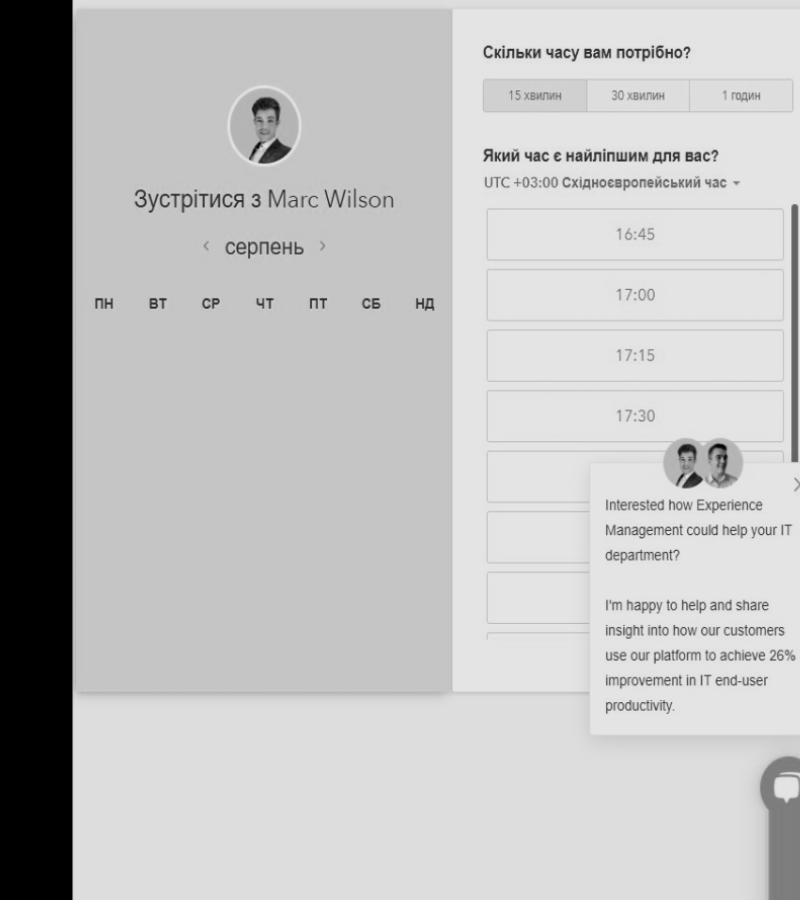 Зустрітися з Marc Wilson
серпень
ПН ВТ СР ЧТ ПТ СБ НД
Скільки часу вам потрібно?
15 хвилин 30 хвилин 1 годин
Який час є найліпшим для вас?
UTC +03:00 Східноєвропейський час
16:45
17:00
17:15
17:30
Interested how Experience
Management could help your IT
department?
I'm happy to help and share
insight into how our customers
use our platform to achieve 26%
improvement in IT end-user
productivity.